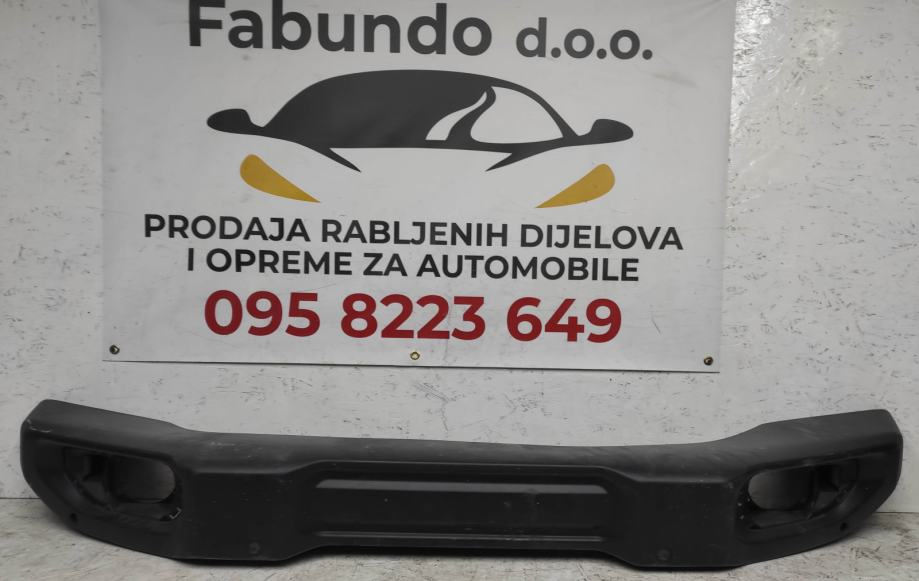 Fabundo d.o.o.
PRODAJA RABLJENIH DIJELOVA
I OPREME ZA AUTOMOBILE
095 8223 649